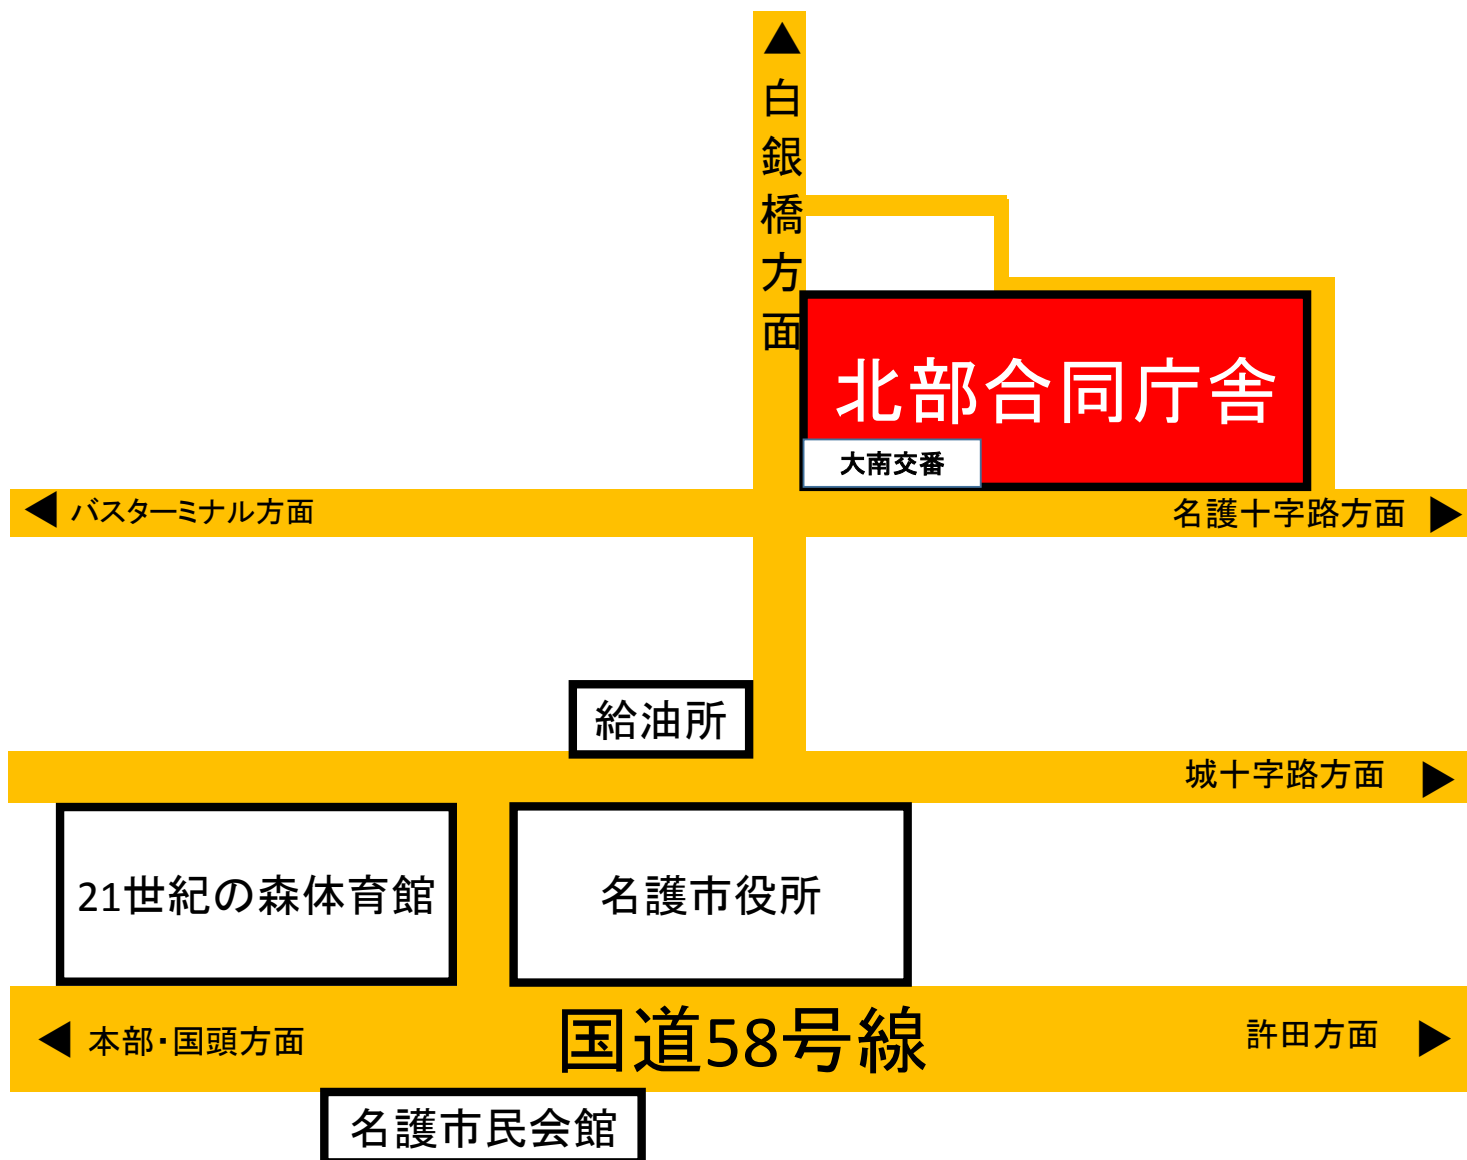 ▲白銀橋方面
北部合同庁舎
大南交番
◀ バスターミナル方面
名護十字路方面 ▶
給油所
城十字路方面 ▶
21世紀の森体育館
名護市役所
◀ 本部・国頭方面
国道58号線
許田方面 ▶
名護市民会館